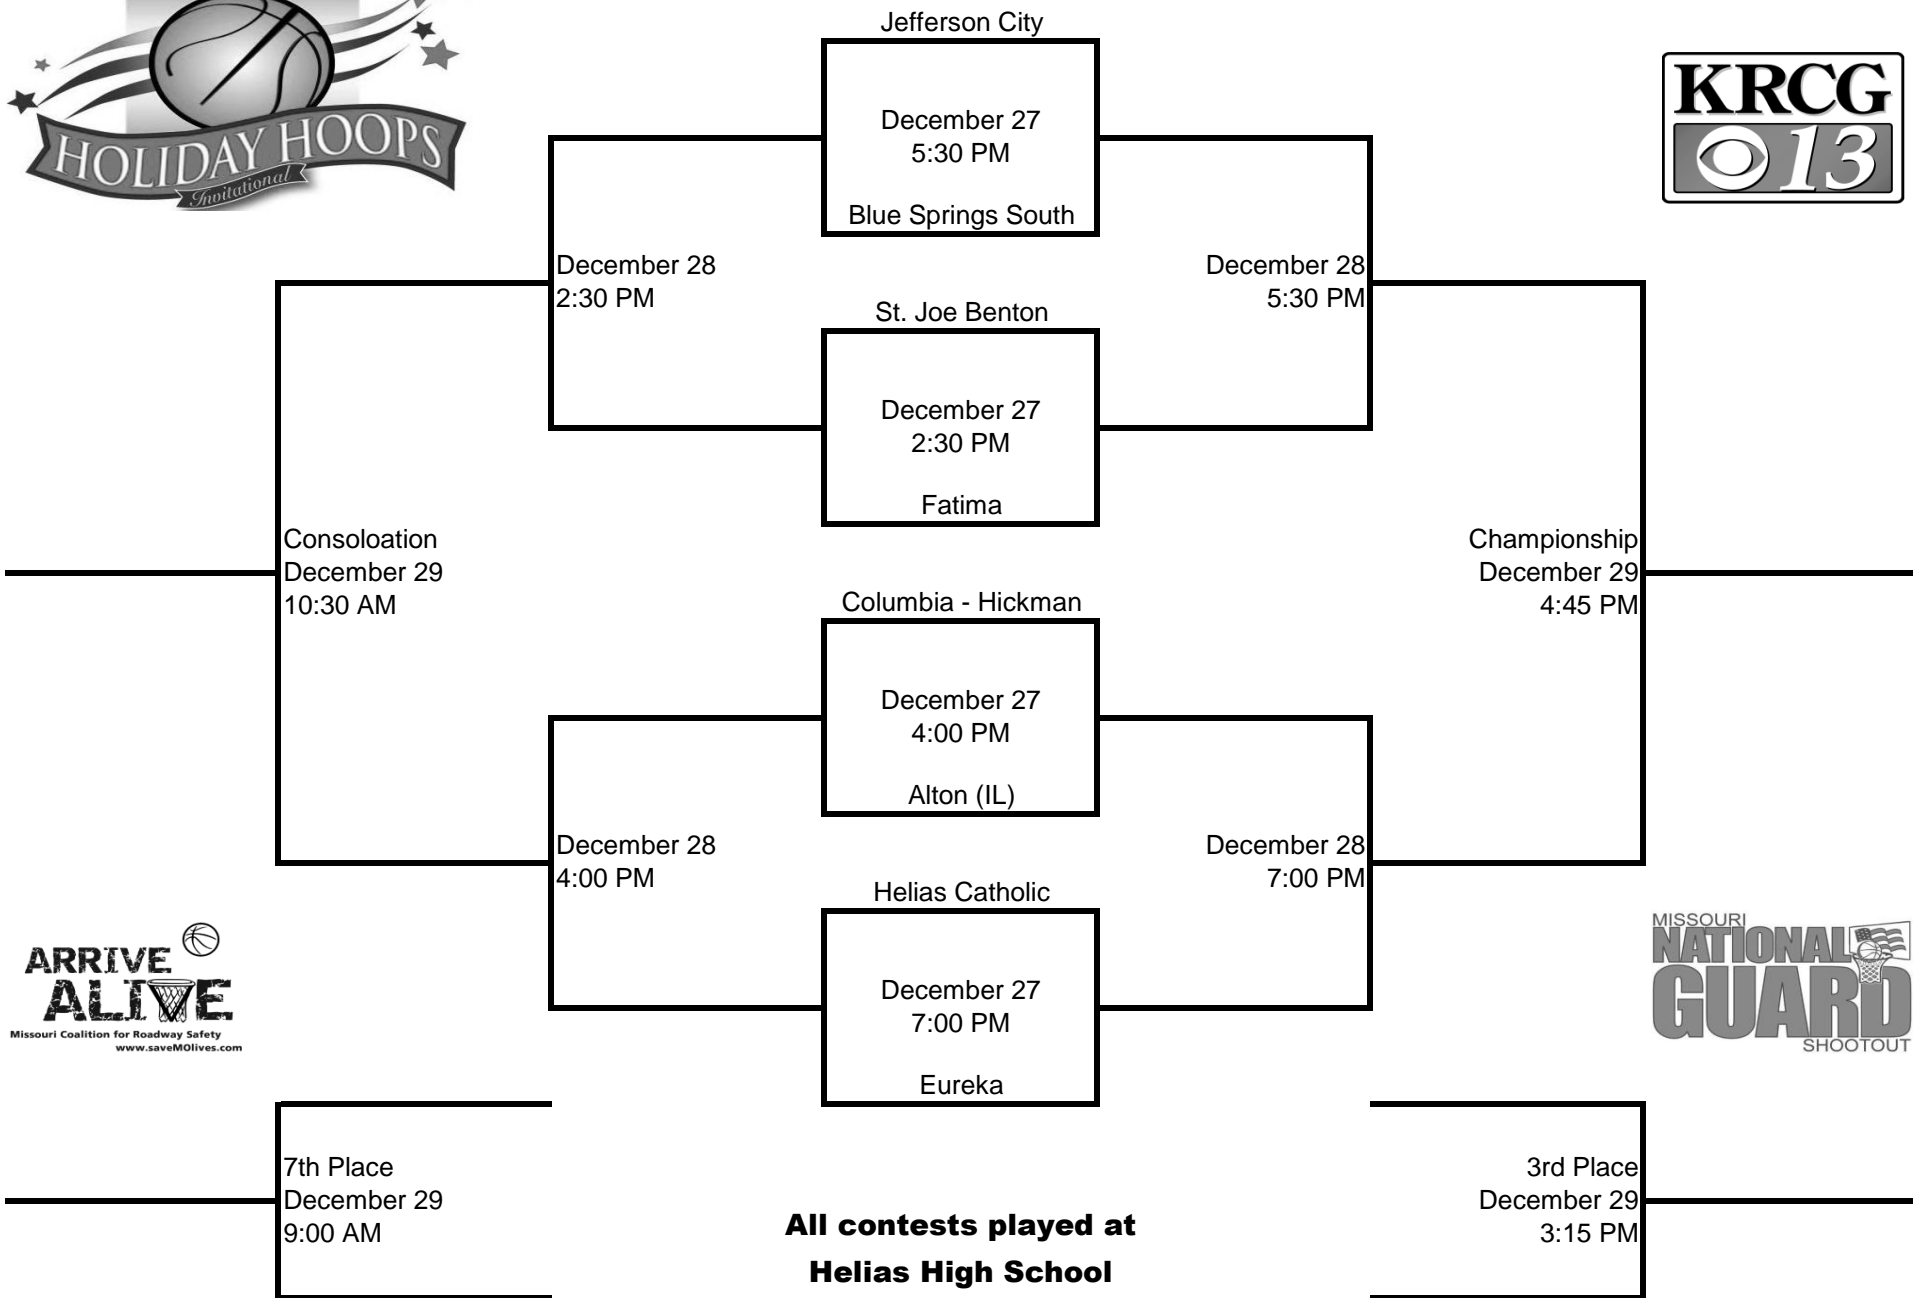 HOLIDAY HOOPS
Invitational
KRCG
13
Jefferson City
December 27
5:30 PM
Blue Springs South
December 28
2:30 PM
December 28
5:30 PM
St. Joe Benton
December 27
2:30 PM
Fatima
Consoloation
December 29
10:30 AM
Championship
December 29
4:45 PM
Columbia - Hickman
December 27
4:00 PM
Alton (IL)
December 28
4:00 PM
December 28
7:00 PM
Helias Catholic
December 27
7:00 PM
Eureka
ARRIVE
ALIVE
Missouri Coalition for Roadway Safety
www.saveMOlives.com
MISSOURI
NATIONAL
GUARD
SHOOTOUT
7th Place
December 29
9:00 AM
3rd Place
December 29
3:15 PM
All contests played at
Helias High School